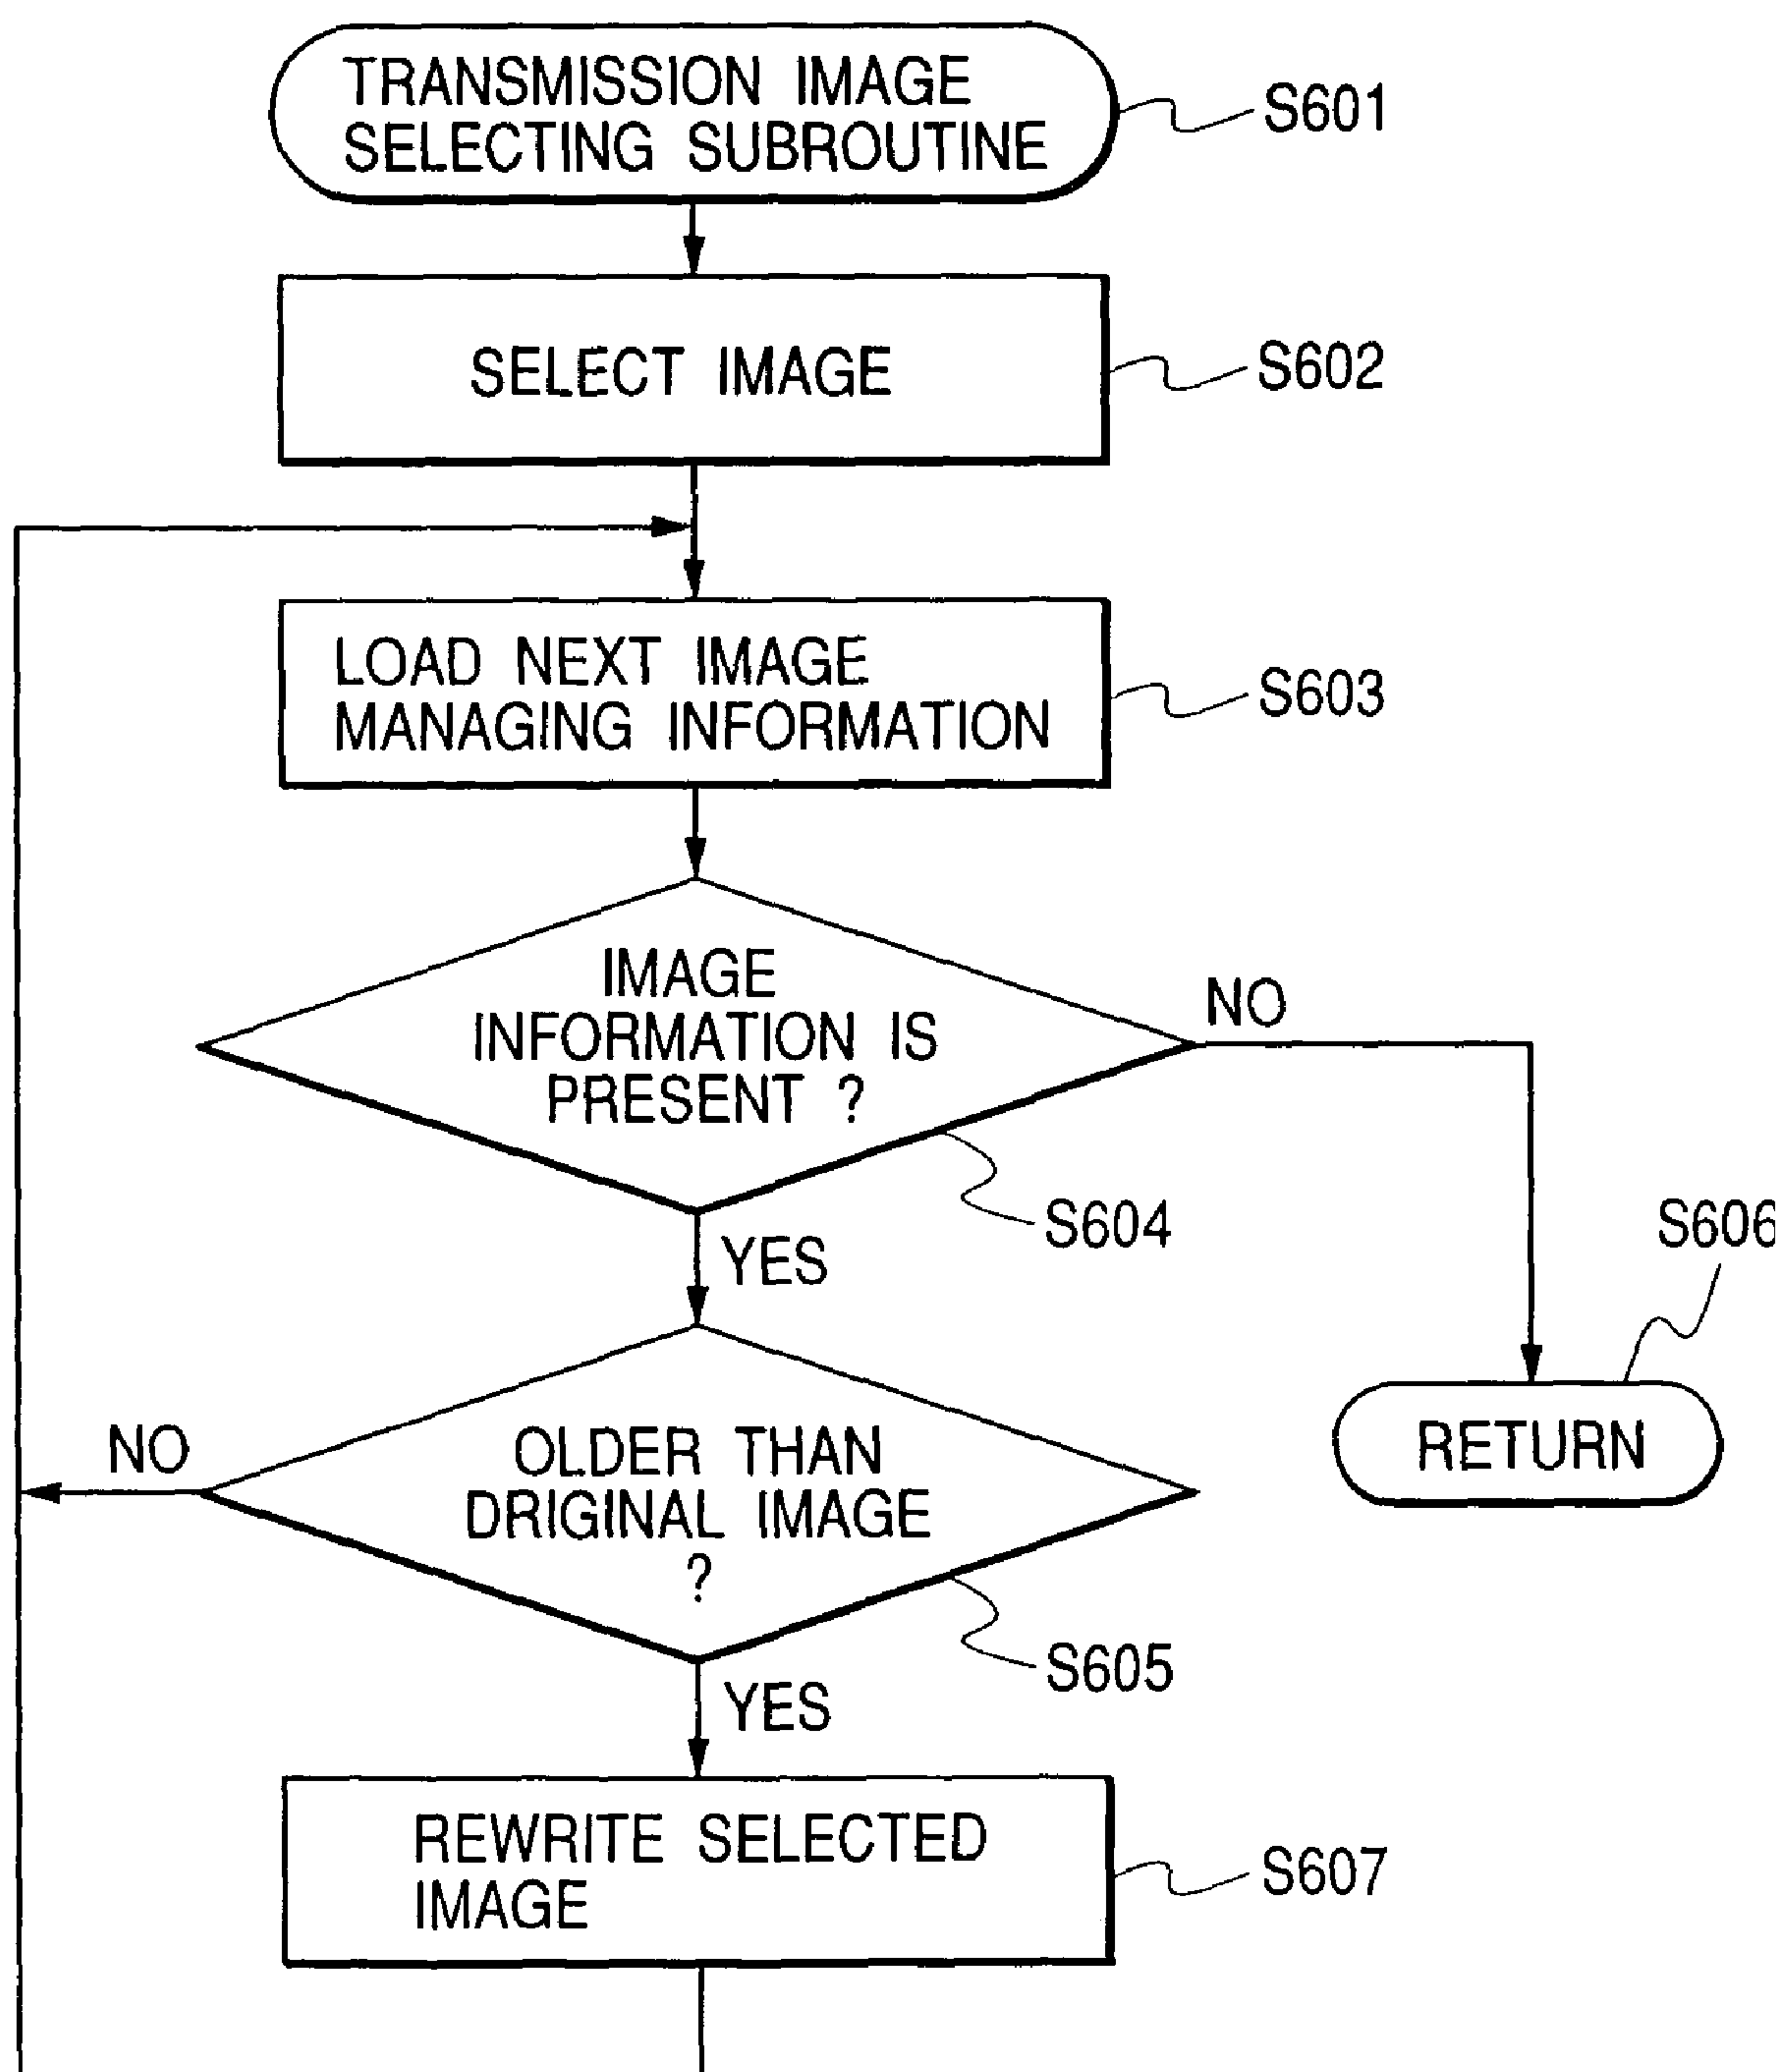 TRANSMISSION IMAGE
SELECTING SUBROUTINE
S601
SELECT IMAGE
S602
LOAD NEXT IMAGE
MANAGING INFORMATION
S603
IMAGE
INFORMATION IS
PRESENT ?
NO
S604
YES
S606
OLDER THAN
DRIGINAL IMAGE
?
NO
RETURN
S605
YES
REWRITE SELECTED
IMAGE
S607